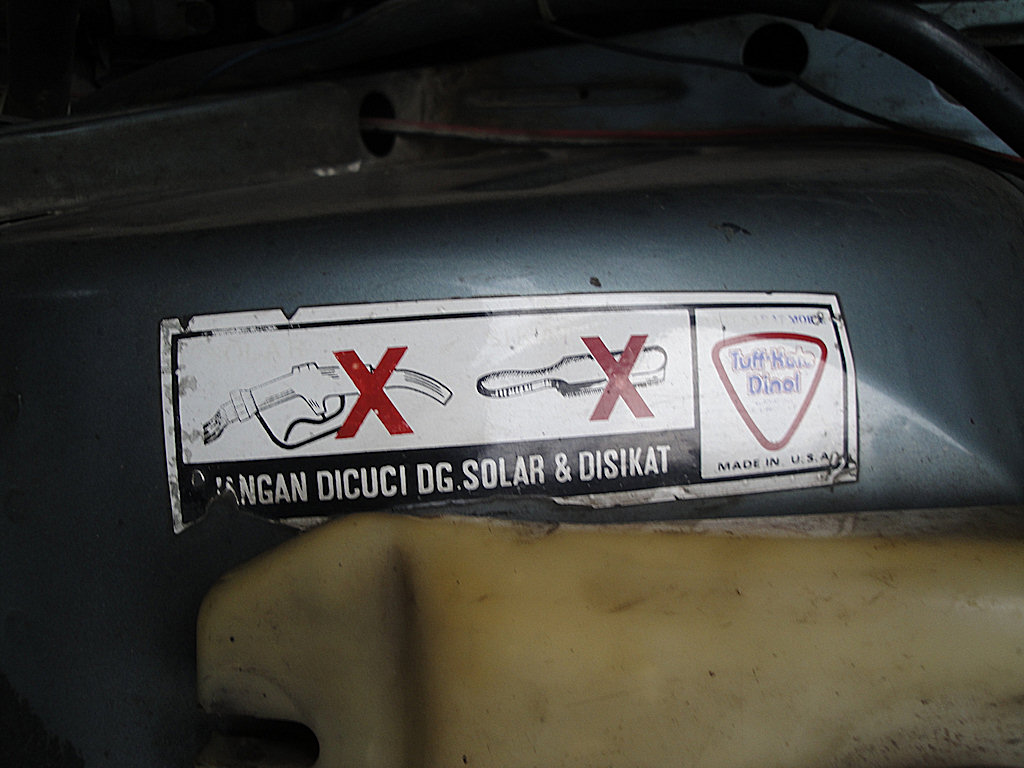 JANGAN DICUCI DG. SOLAR & DISIKAT
Tuff-Kote
Dinol
MADE IN U.S.A